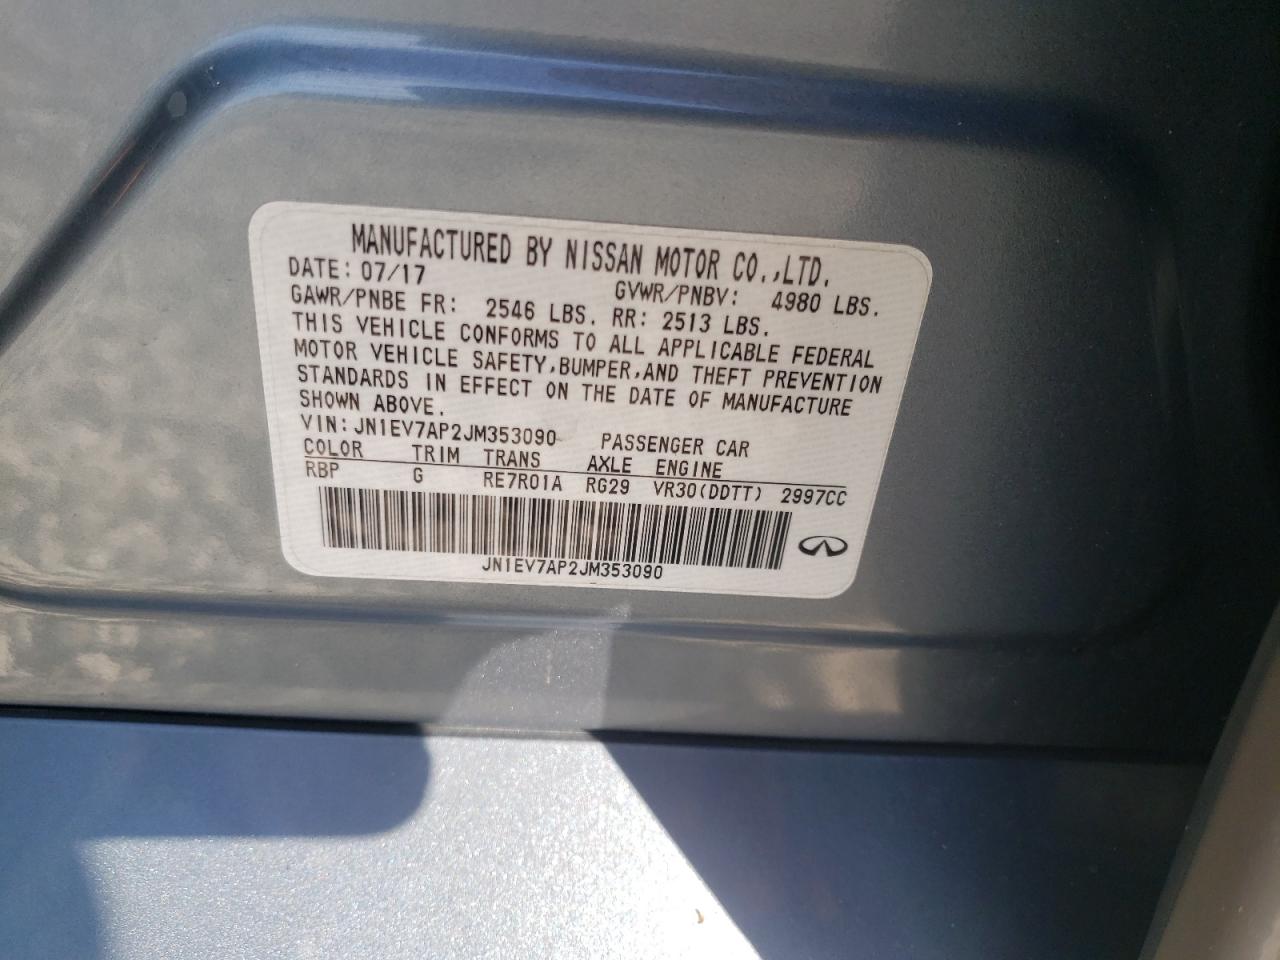 MANUFACTURED BY NISSAN MOTOR CO.,LTD.
DATE: 07/17 GVWR/PNBV: 4980 LBS.
GAWR/PNBE FR: 2546 LBS. RR: 2513 LBS.
THIS VEHICLE CONFORMS TO ALL APPLICABLE FEDERAL
MOTOR VEHICLE SAFETY,BUMPER,AND THEFT PREVENTION
STANDARDS IN EFFECT ON THE DATE OF MANUFACTURE
SHOWN ABOVE.
VIN:JN1EV7AP2JM353090 PASSENGER CAR
COLOR TRIM TRANS AXLE ENGINE
RBP G RE7R01A RG29 VR30(DDTT) 2997CC
JN1EV7AP2JM353090